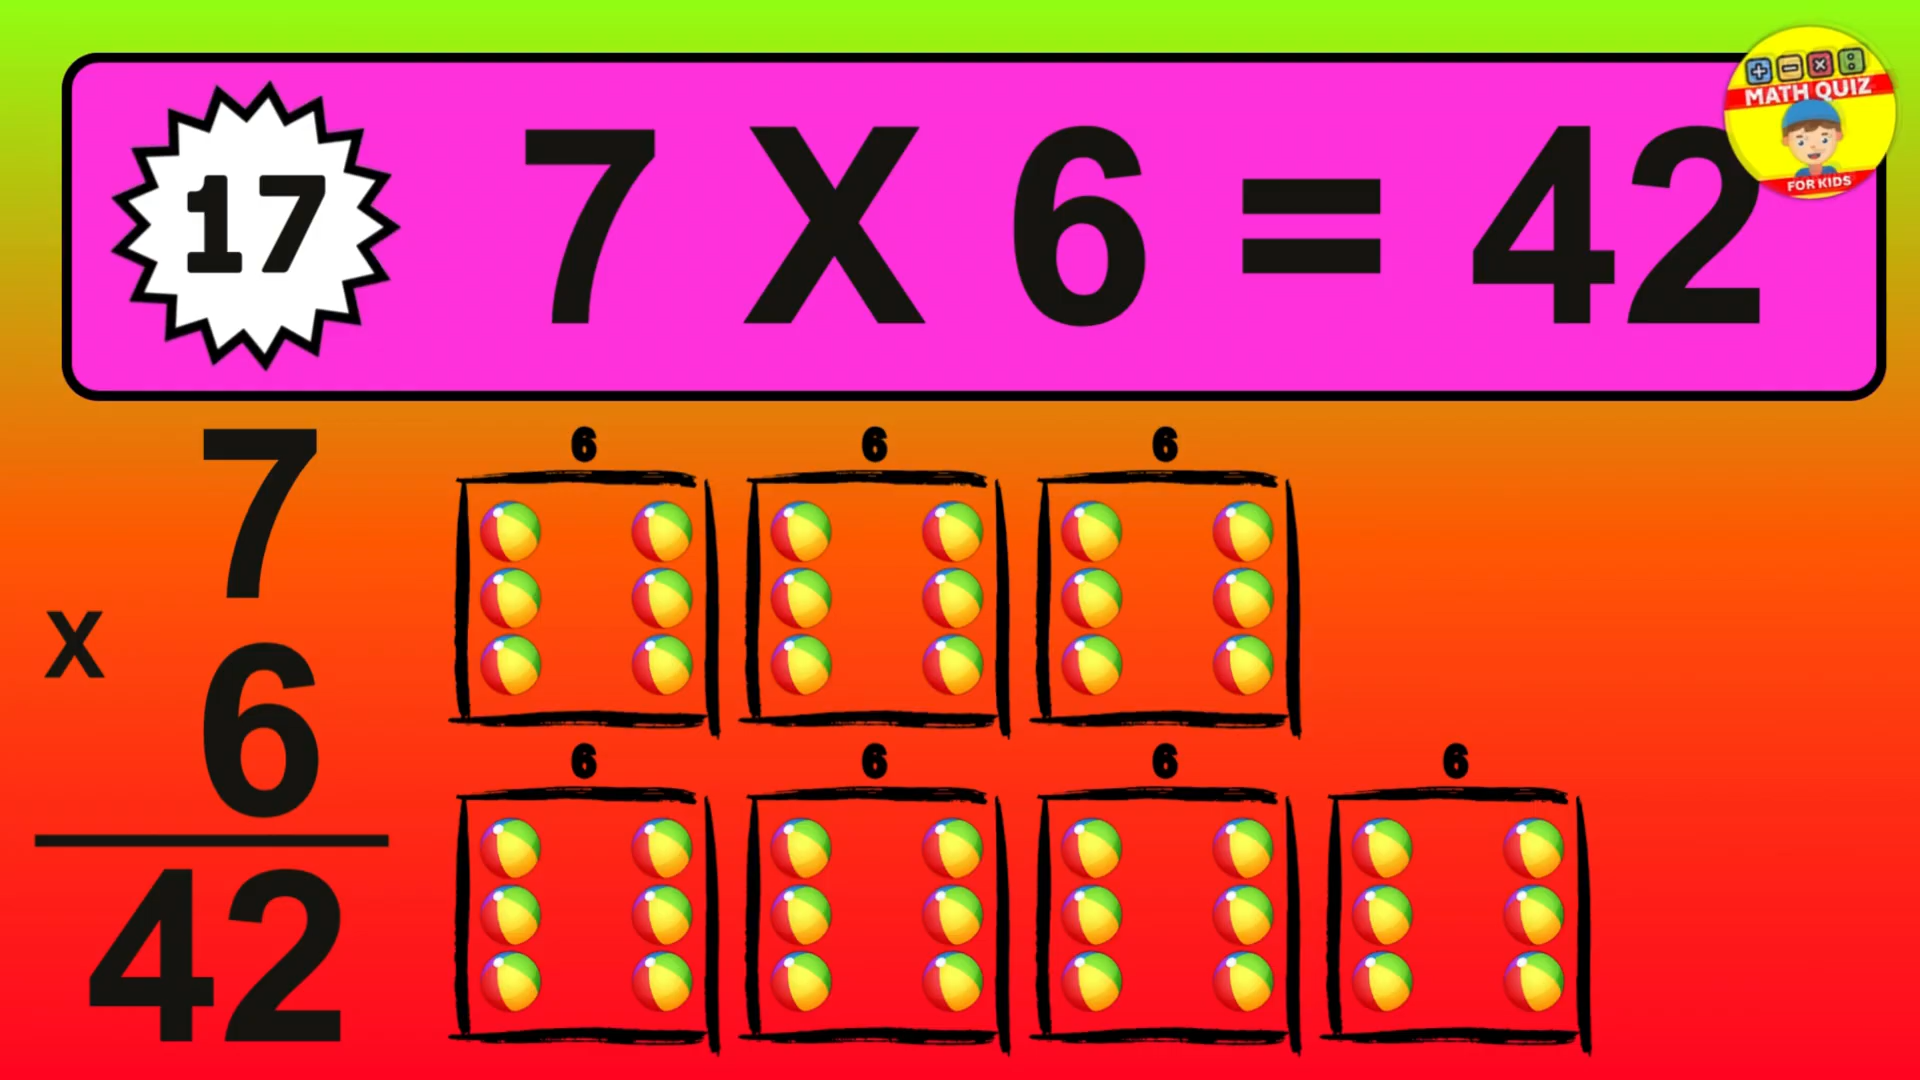 17 7 X 6 = 42
MATH QUIZ
FOR KIDS
7
x
6
42
6 6 6
6 6 6 6